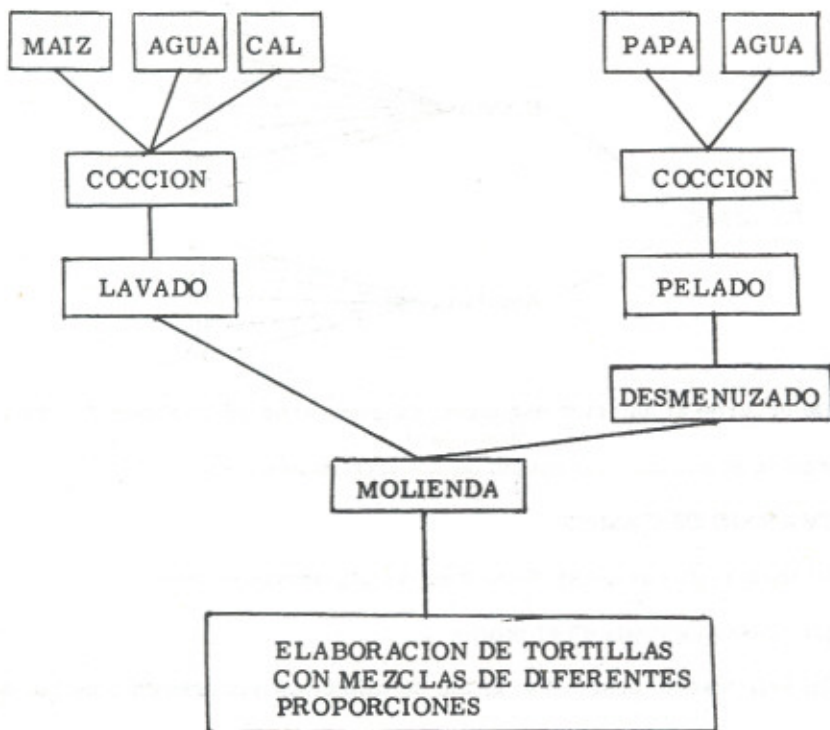 MAIZ AGUA CAL PAPA AGUA
COCCION COCCION
LAVADO PELADO
DESMENUZADO
MOLIENDA
ELABORACION DE TORTILLAS
CON MEZCLAS DE DIFERENTES
PROPORCIONES